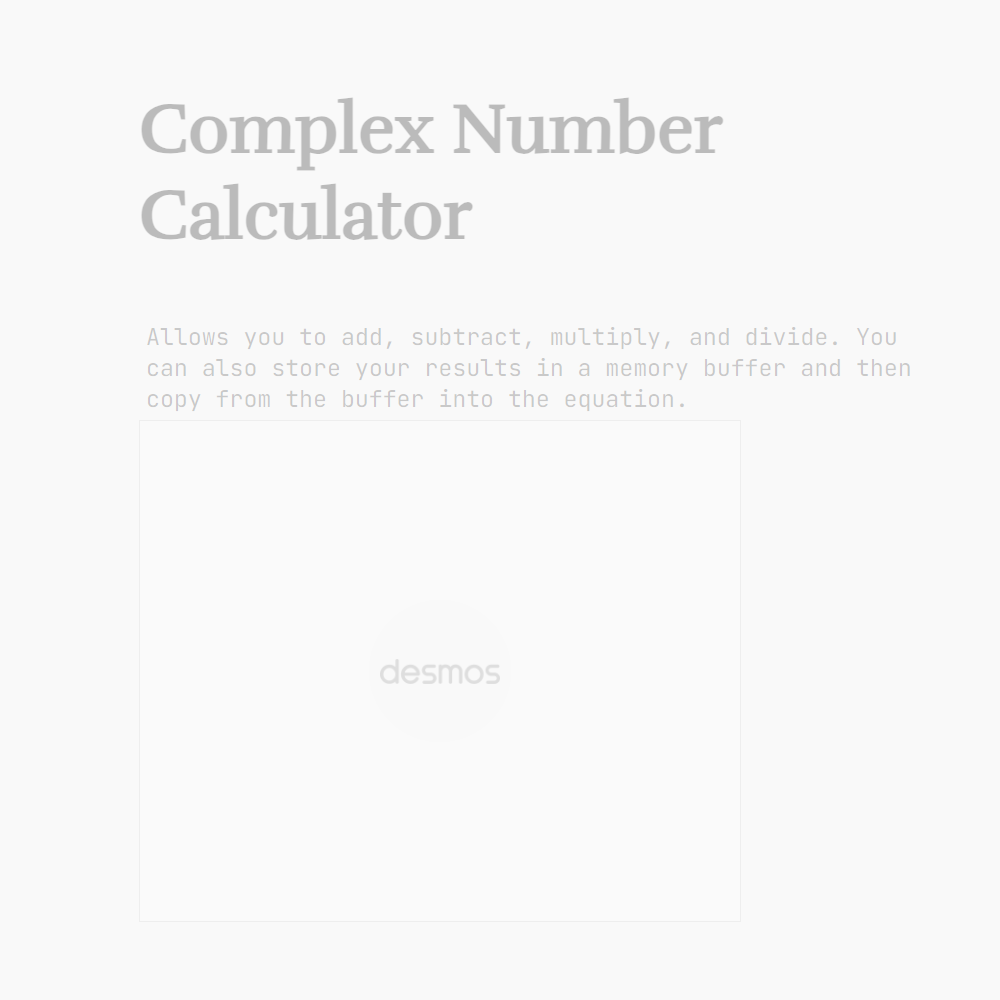 Complex Number
Calculator
Allows you to add, subtract, multiply, and divide. You
can also store your results in a memory buffer and then
copy from the buffer into the equation.
desmos